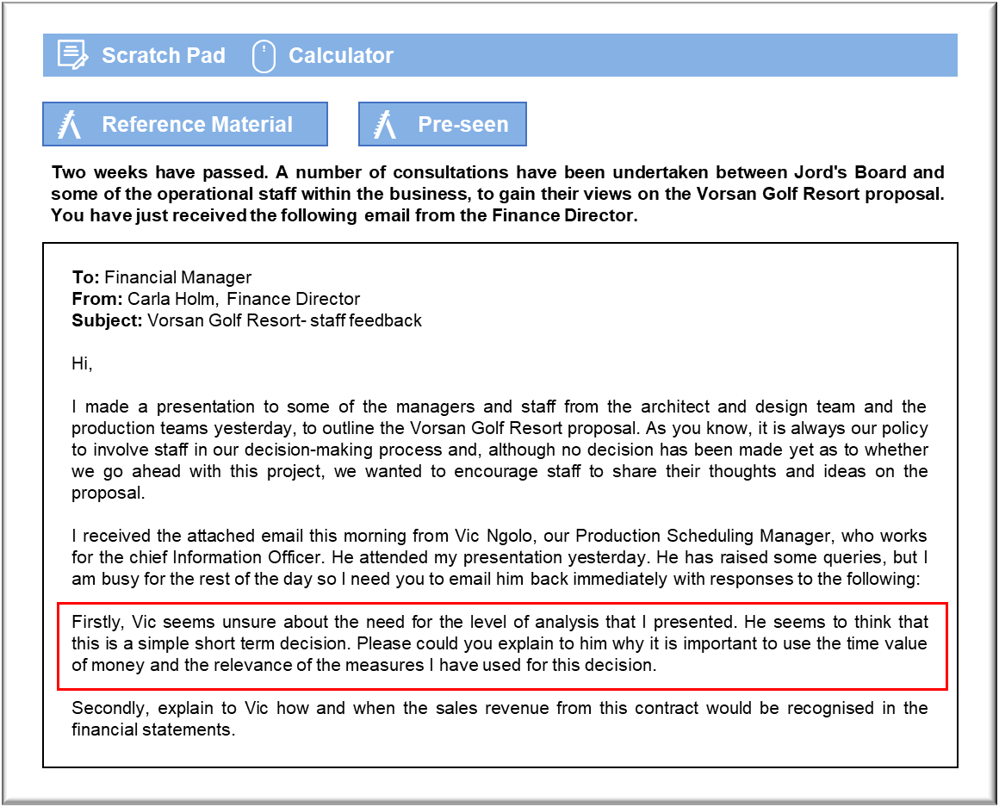 Scratch Pad Calculator
Reference Material Pre-seen
Two weeks have passed. A number of consultations have been undertaken between Jord's Board and
some of the operational staff within the business, to gain their views on the Vorsan Golf Resort proposal.
You have just received the following email from the Finance Director.
To: Financial Manager
From: Carla Holm, Finance Director
Subject: Vorsan Golf Resort- staff feedback
Hi,
I made a presentation to some of the managers and staff from the architect and design team and the
production teams yesterday, to outline the Vorsan Golf Resort proposal. As you know, it is always our policy
to involve staff in our decision-making process and, although no decision has been made yet as to whether
we go ahead with this project, we wanted to encourage staff to share their thoughts and ideas on the
proposal.
I received the attached email this morning from Vic Ngolo, our Production Scheduling Manager, who works
for the chief Information Officer. He attended my presentation yesterday. He has raised some queries, but I
am busy for the rest of the day so I need you to email him back immediately with responses to the following:
Firstly, Vic seems unsure about the need for the level of analysis that I presented. He seems to think that
this is a simple short term decision. Please could you explain to him why it is important to use the time value
of money and the relevance of the measures I have used for this decision.
Secondly, explain to Vic how and when the sales revenue from this contract would be recognised in the
financial statements.